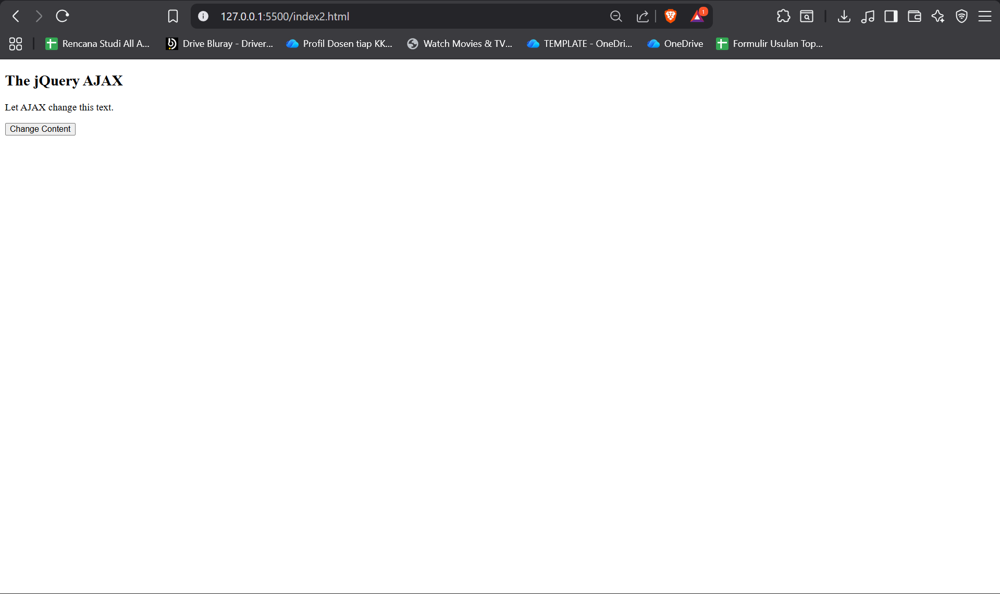 127.0.0.1:5500/index2.html
1
Rencana Studi All A...
Drive Bluray - Driver...
Profil Dosen tiap KK...
Watch Movies & TV...
TEMPLATE - OneDri...
OneDrive
Formulir Usulan Top...
The jQuery AJAX
Let AJAX change this text.
Change Content